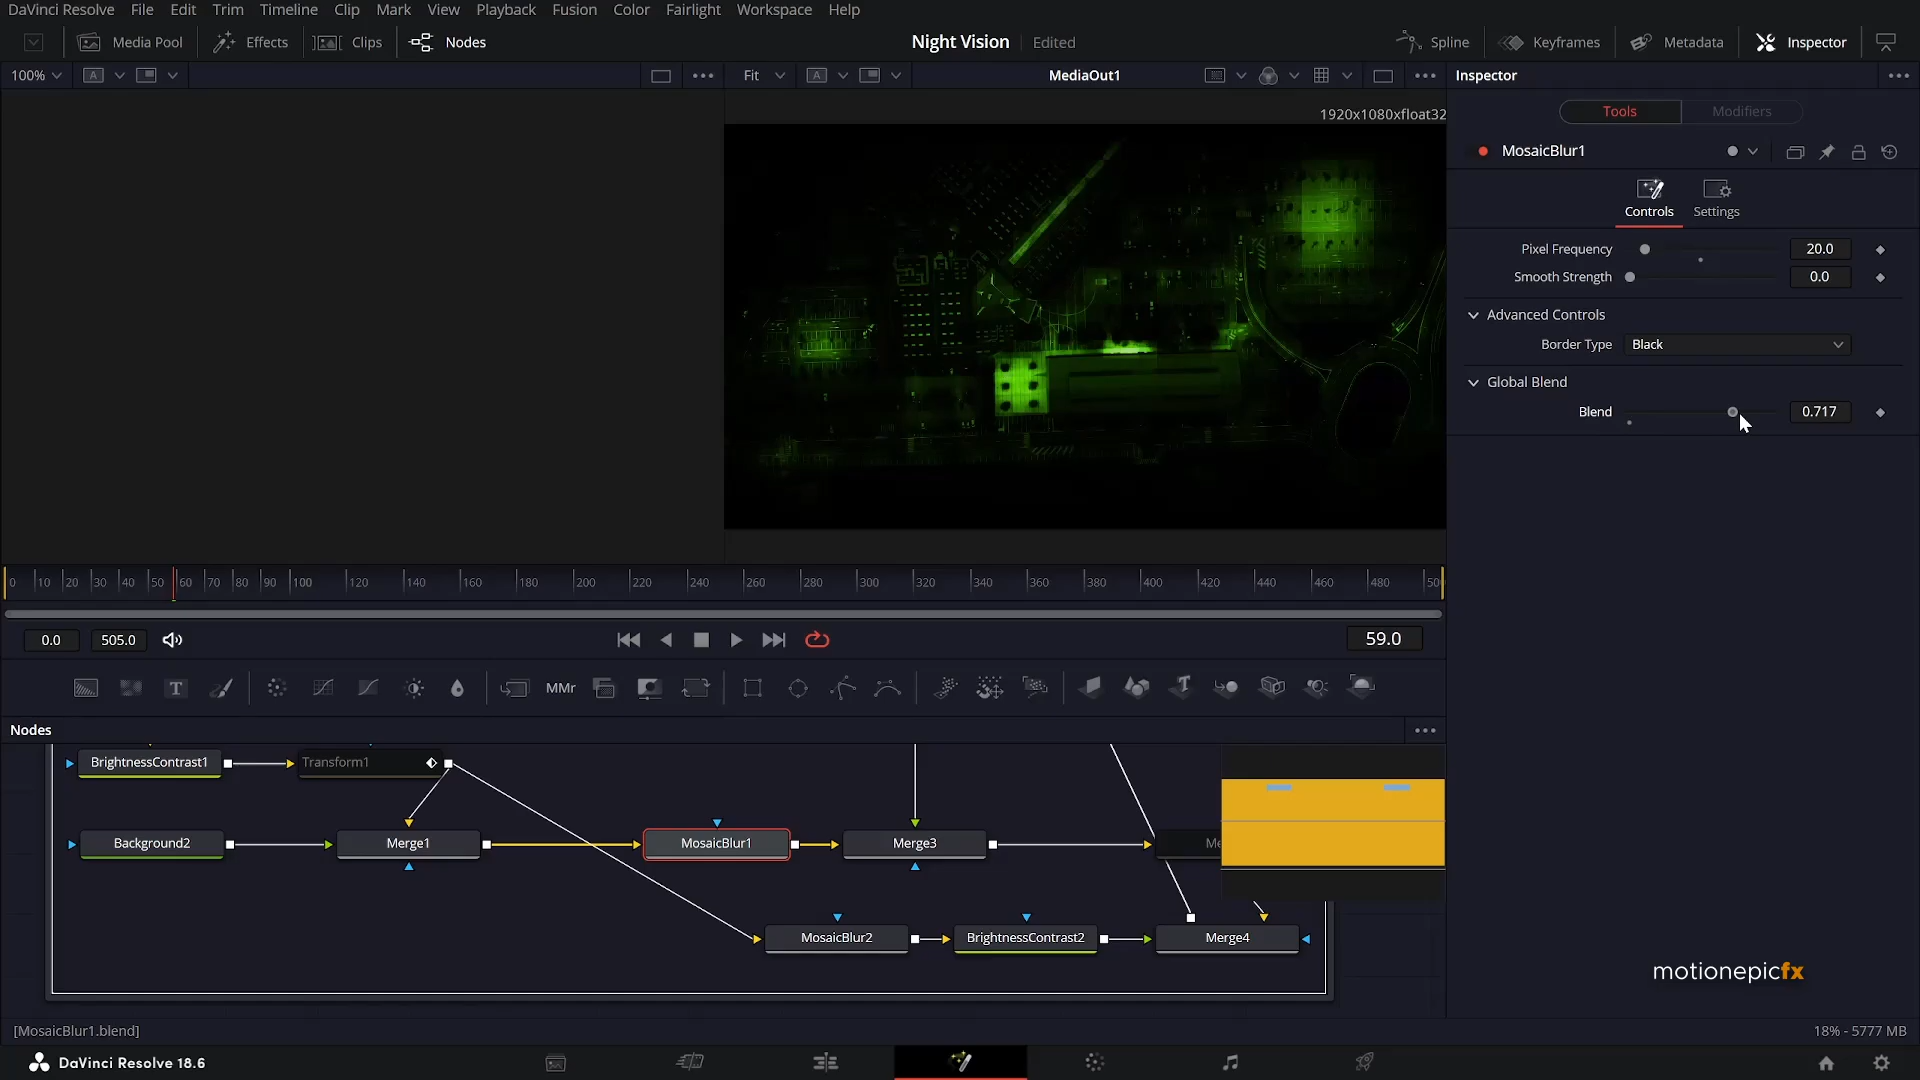 DaVinci Resolve File Edit Trim Timeline Clip Mark View Playback Fusion Color Fairlight Workspace Help
Media Pool Effects Clips Nodes Night Vision Edited Spline Keyframes Metadata Inspector
100% A Fit A MediaOut1 Inspector
1920x1080xfloat32
Tools Modifiers
MosaicBlur1
Controls Settings
Pixel Frequency 20.0
Smooth Strength 0.0
Advanced Controls
Border Type Black
Global Blend
Blend 0.717
0 10 20 30 40 50 60 70 80 90 100 120 140 160 180 200 220 240 260 280 300 320 340 360 380 400 420 440 460 480 50
0.0 505.0 59.0
T MMr T
Nodes
BrightnessContrast1 Transform1
Background2 Merge1 MosaicBlur1 Merge3 Me
MosaicBlur2 BrightnessContrast2 Merge4
motionepicfx
[MosaicBlur1.blend] 18% - 5777 MB
DaVinci Resolve 18.6